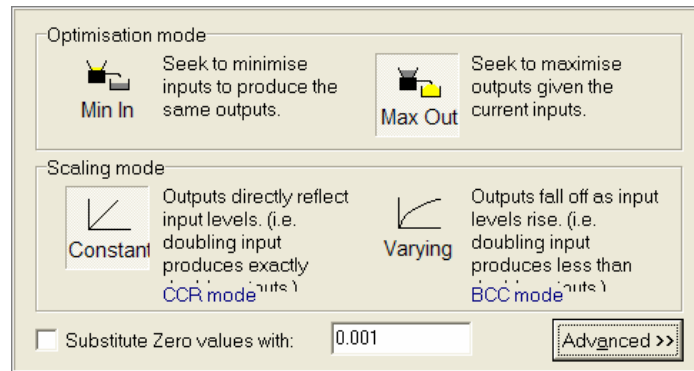 Optimisation mode
Min In
Seek to minimise
inputs to produce the
same outputs.
Max Out
Seek to maximise
outputs given the
current inputs.
Scaling mode
Constant
Outputs directly reflect
input levels. (i.e.
doubling input
produces exactly
CCR mode
Varying
Outputs fall off as input
levels rise. (i.e.
doubling input
produces less than
BCC mode
Substitute Zero values with:
0.001
Advanced >>